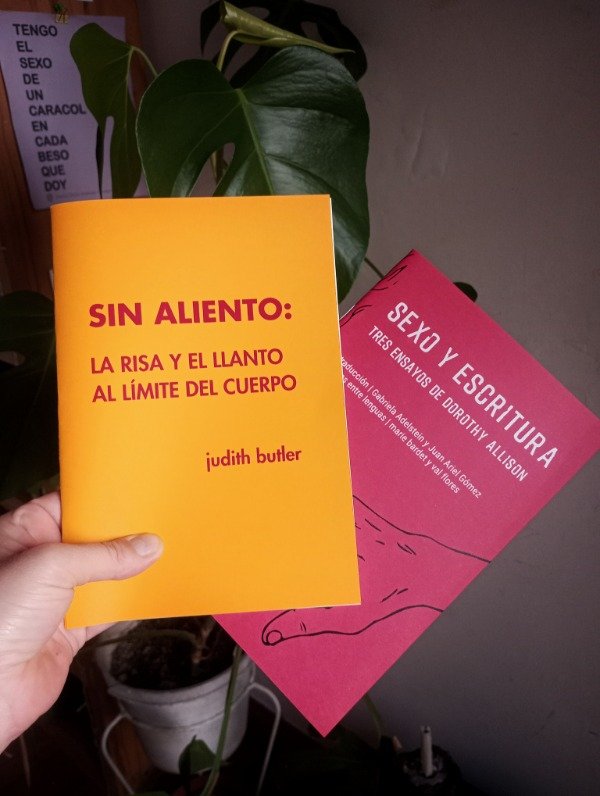 TENGO
EL
SEXO
DE
UN
CARACOL
EN
CADA
BESO
QUE
DOY
SIN ALIENTO:
LA RISA Y EL LLANTO
AL LÍMITE DEL CUERPO
judith butler
SEXO Y ESCRITURA
TRES ENSAYOS DE DOROTHY ALLISON
traducción | Gabriela Adelstein y Juan Ariel Gómez
entre lenguas | marie bardet y val flores